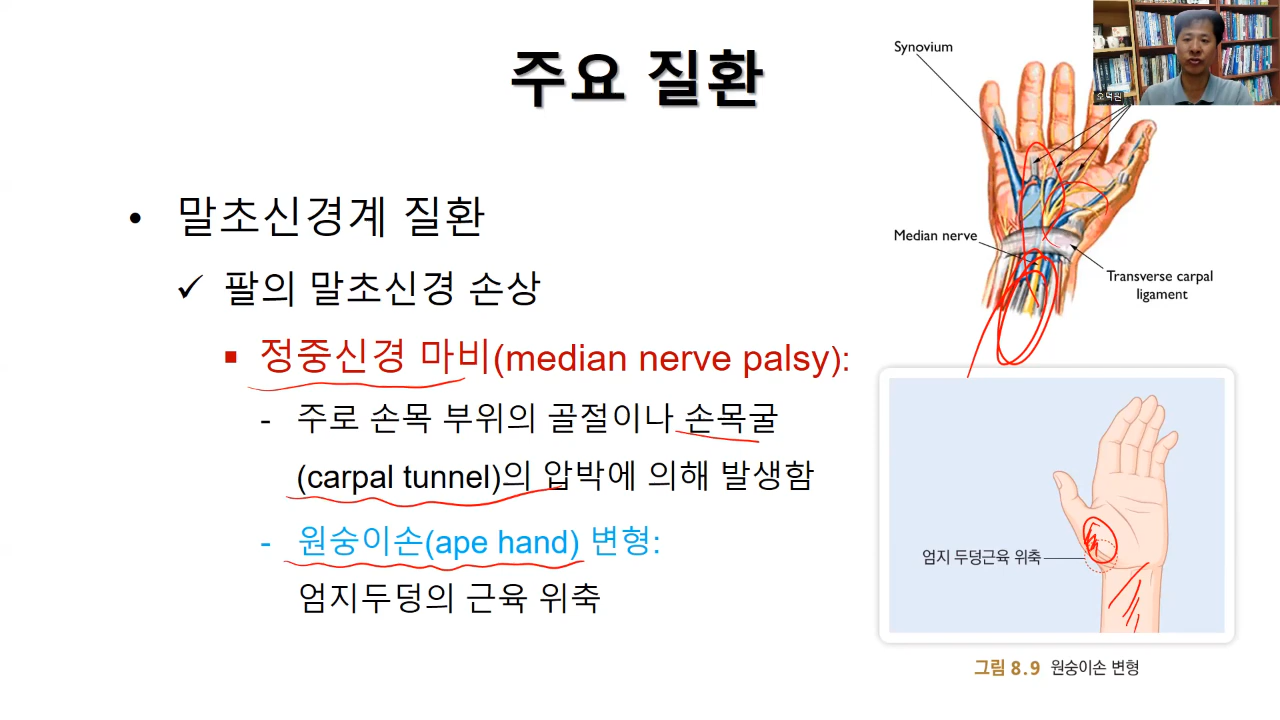 주요 질환
• 말초신경계 질환
✓ 팔의 말초신경 손상
▪ 정중신경 마비(median nerve palsy):
- 주로 손목 부위의 골절이나 손목굴
(carpal tunnel)의 압박에 의해 발생함
- 원숭이손(ape hand) 변형:
엄지두덩의 근육 위축
Synovium
Median nerve
Transverse carpal
ligament
오덕원
엄지 두덩근육 위축
그림 8.9 원숭이손 변형